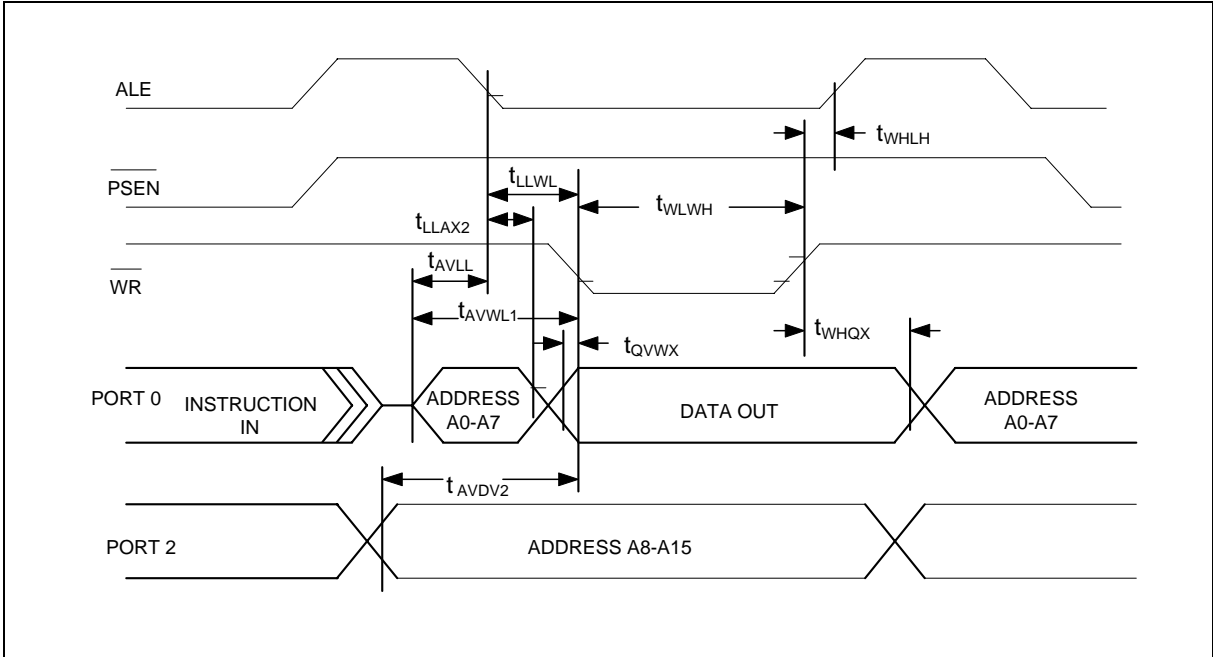 ALE
tWHLH
PSEN
tLLWL
tWLWH
tLLAX2
tAVLL
WR
tAVWL1
tWHQX
tQVWX
PORT 0
INSTRUCTION
IN
ADDRESS
A0-A7
DATA OUT
ADDRESS
A0-A7
tAVDV2
PORT 2
ADDRESS A8-A15